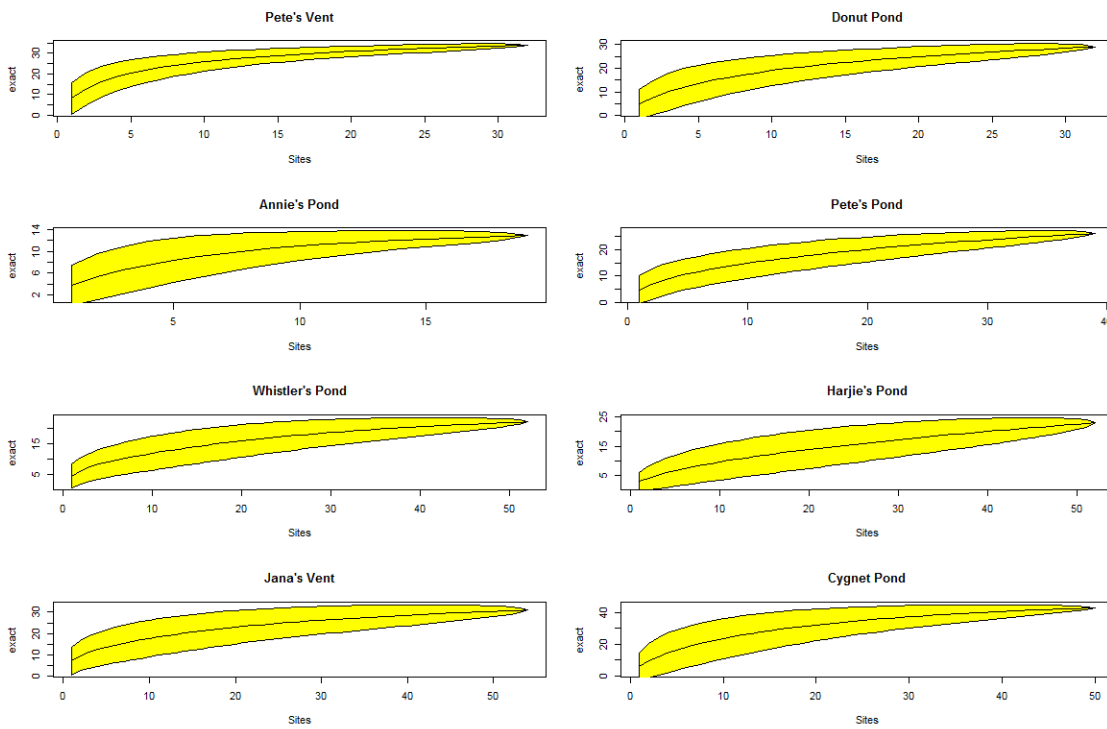 Pete's Vent
exact
0
10
20
30
0 5 10 15 20 25 30
Sites
Donut Pond
exact
0
10
20
30
0 5 10 15 20 25 30
Sites
Annie's Pond
exact
2
6
10
14
5 10 15
Sites
Pete's Pond
exact
0
10
20
0 10 20 30 40
Sites
Whistler's Pond
exact
5
15
0 10 20 30 40 50
Sites
Harjie's Pond
exact
5
15
25
0 10 20 30 40 50
Sites
Jana's Vent
exact
0
10
20
30
0 10 20 30 40 50
Sites
Cygnet Pond
exact
0
20
40
0 10 20 30 40 50
Sites